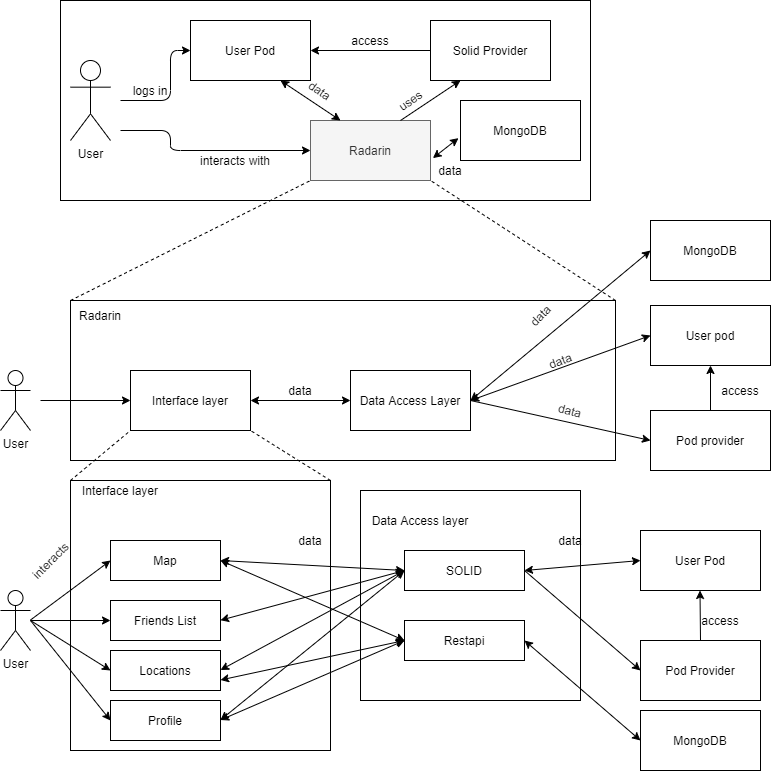 User Pod
access
Solid Provider
logs in
data
uses
MongoDB
User
interacts with
Radarin
data
MongoDB
Radarin
data
User pod
data
access
Interface layer
data
Data Access Layer
data
User
Pod provider
Interface layer
Data Access layer
interacts
Map
data
SOLID
data
User Pod
Friends List
Restapi
access
User
Locations
Pod Provider
Profile
MongoDB